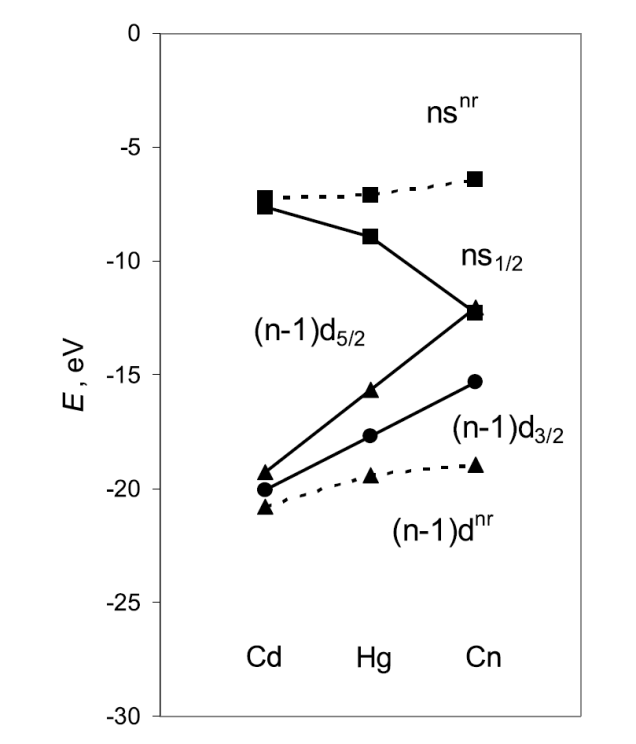 0
ns^nr
-5
-10
ns1/2
(n-1)d5/2
E, eV
-15
(n-1)d3/2
-20
(n-1)d^nr
-25
Cd Hg Cn
-30